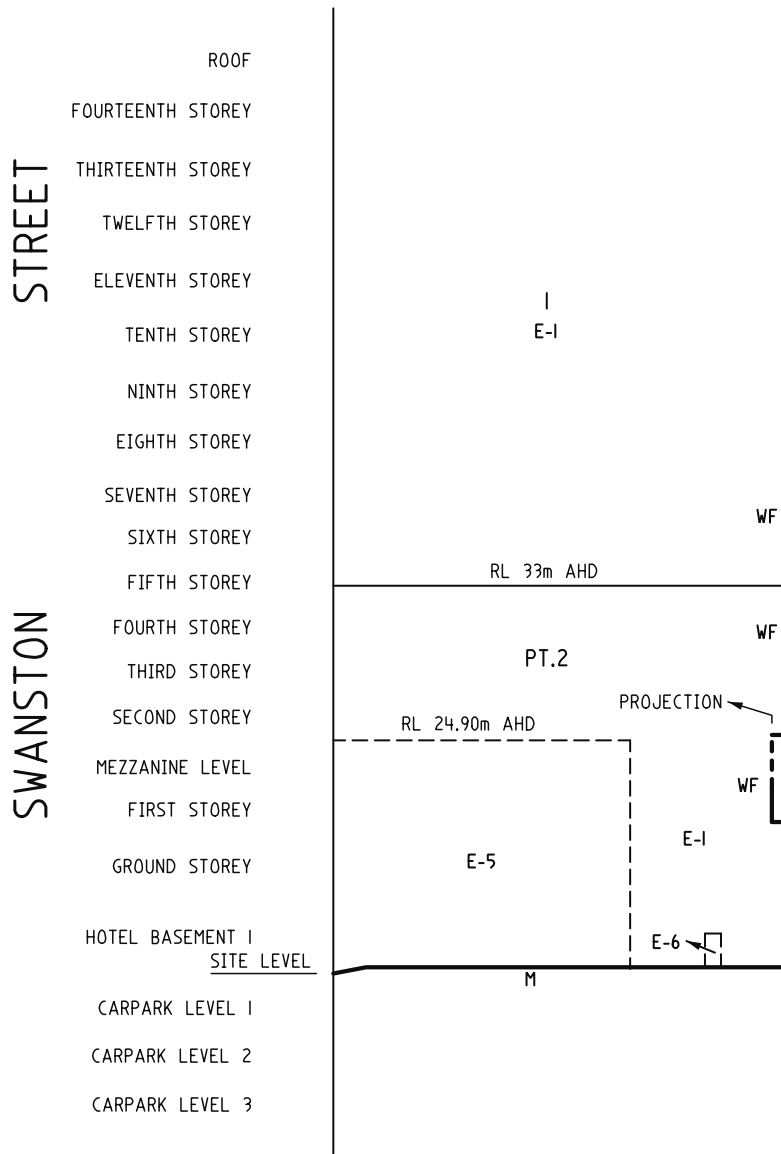 ROOF
FOURTEENTH STOREY
THIRTEENTH STOREY
TWELFTH STOREY
ELEVENTH STOREY
TENTH STOREY
NINTH STOREY
EIGHTH STOREY
SEVENTH STOREY
SIXTH STOREY
FIFTH STOREY
FOURTH STOREY
THIRD STOREY
SECOND STOREY
MEZZANINE LEVEL
FIRST STOREY
GROUND STOREY
HOTEL BASEMENT 1
SITE LEVEL
CARPARK LEVEL 1
CARPARK LEVEL 2
CARPARK LEVEL 3
SWANSTON STREET
1
E-1
WF
RL 33m AHD
WF
PT.2
PROJECTION
RL 24.90m AHD
WF
E-1
E-5
E-6
M